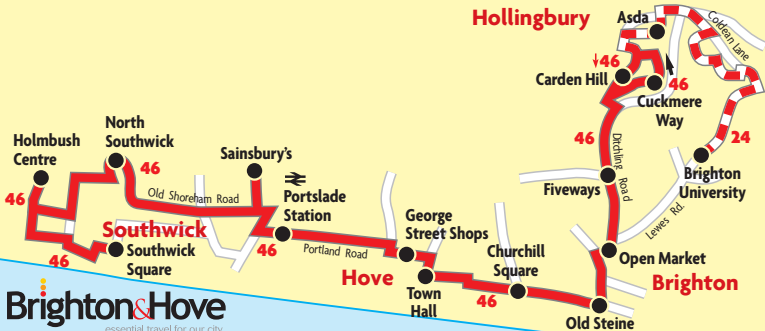 Hollingbury
Asda
Coldean Lane
46
Carden Hill
46
Cuckmere
Way
46
Ditchling Road
24
Brighton
University
Fiveways
Lewes Rd.
Open Market
Brighton
Holmbush
Centre
North
Southwick
46
Sainsbury's
Old Shoreham Road
46
Portslade
Station
Southwick
Southwick
Square
46
46
Portland Road
George
Street Shops
Hove
Town
Hall
Churchill
Square
46
Old Steine
Brighton&Hove
essential travel for our city